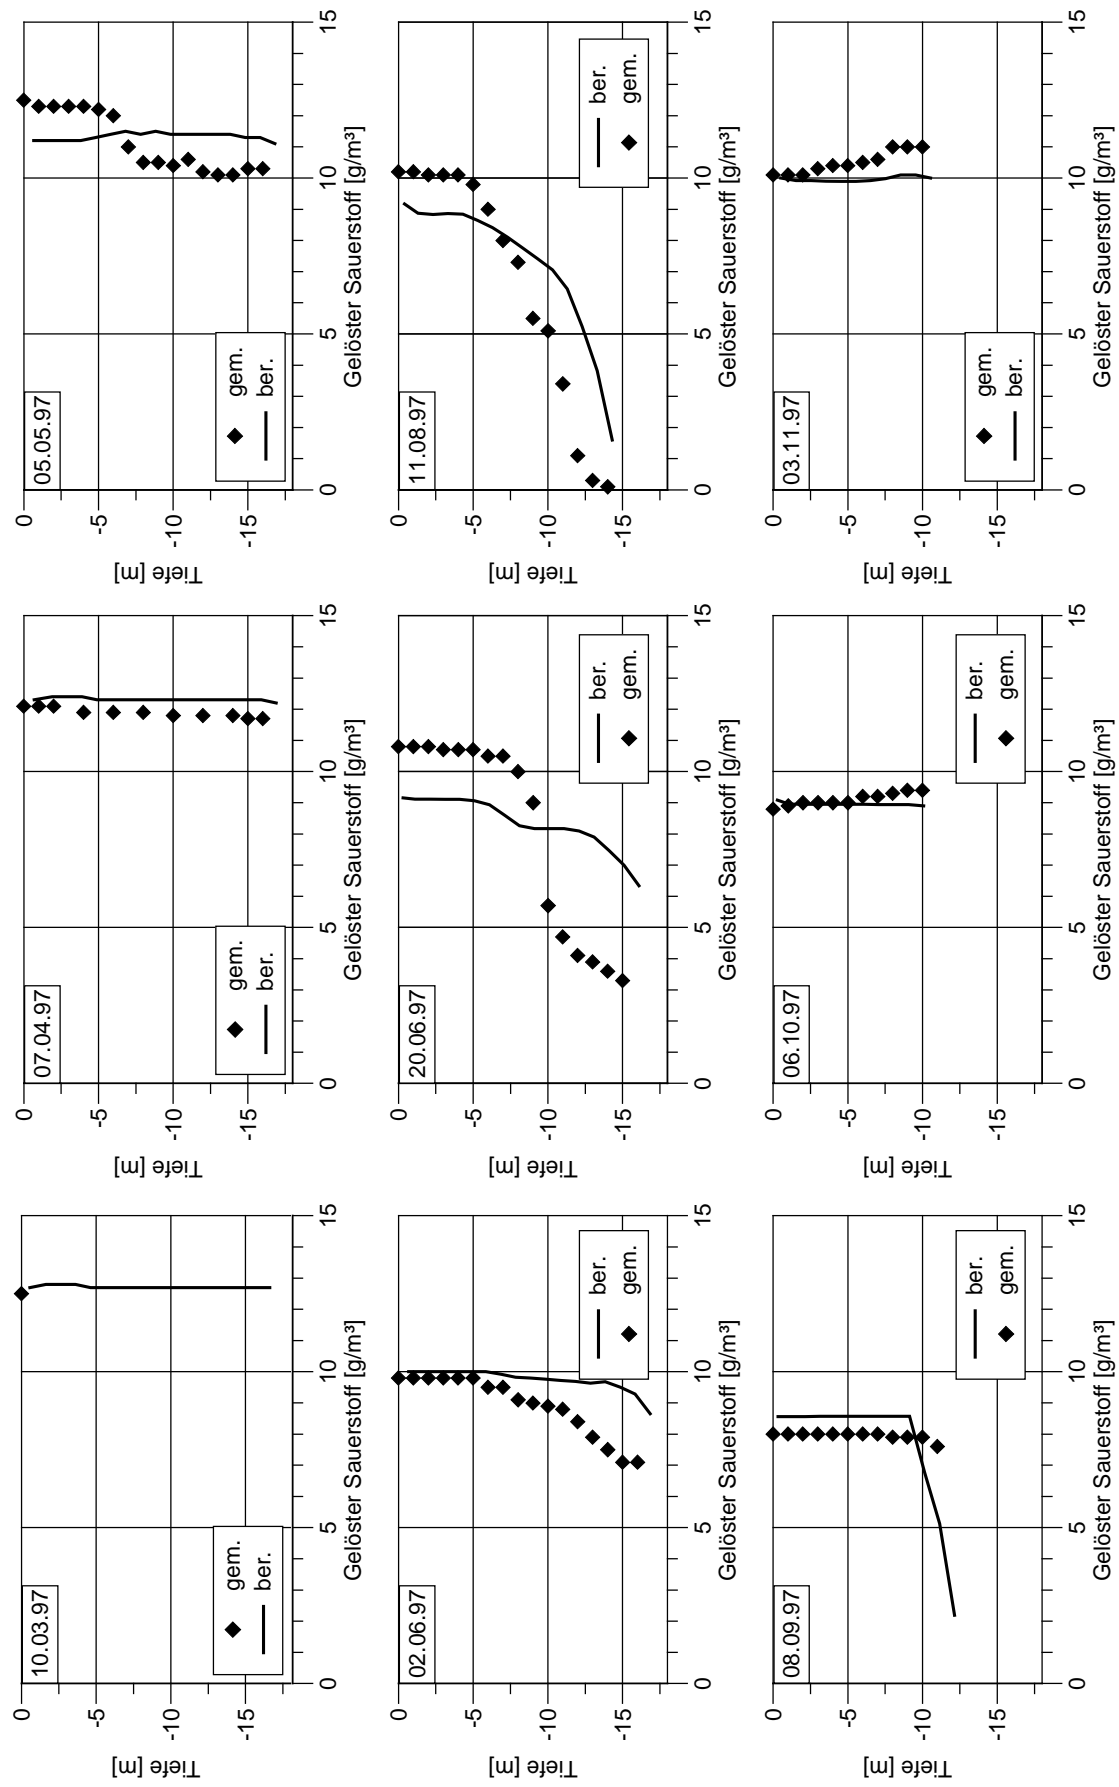 10.03.97
0
-5
-10
-15
Tiefe [m]
gem.
ber.
0 5 10 15
Gelöster Sauerstoff [g/m³]
07.04.97
0
-5
-10
-15
Tiefe [m]
gem.
ber.
0 5 10 15
Gelöster Sauerstoff [g/m³]
05.05.97
0
-5
-10
-15
Tiefe [m]
gem.
ber.
0 5 10 15
Gelöster Sauerstoff [g/m³]
02.06.97
0
-5
-10
-15
Tiefe [m]
ber.
gem.
0 5 10 15
Gelöster Sauerstoff [g/m³]
20.06.97
0
-5
-10
-15
Tiefe [m]
ber.
gem.
0 5 10 15
Gelöster Sauerstoff [g/m³]
11.08.97
0
-5
-10
-15
Tiefe [m]
ber.
gem.
0 5 10 15
Gelöster Sauerstoff [g/m³]
08.09.97
0
-5
-10
-15
Tiefe [m]
ber.
gem.
0 5 10 15
Gelöster Sauerstoff [g/m³]
06.10.97
0
-5
-10
-15
Tiefe [m]
ber.
gem.
0 5 10 15
Gelöster Sauerstoff [g/m³]
03.11.97
0
-5
-10
-15
Tiefe [m]
gem.
ber.
0 5 10 15
Gelöster Sauerstoff [g/m³]